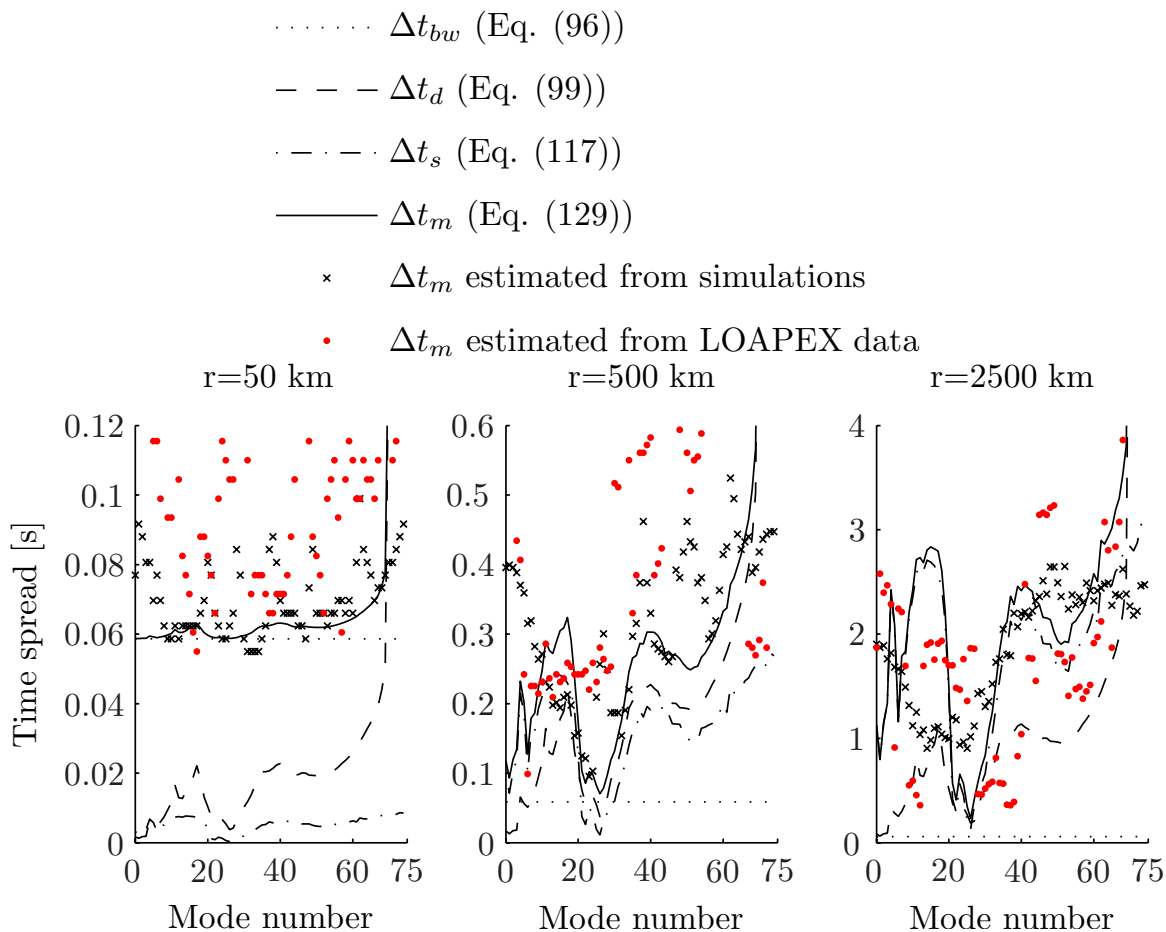 Δt_{bw} (Eq. (96))
Δt_d (Eq. (99))
Δt_s (Eq. (117))
Δt_m (Eq. (129))
Δt_m estimated from simulations
Δt_m estimated from LOAPEX data
r=50 km
r=500 km
r=2500 km
Time spread [s]
0.12
0.1
0.08
0.06
0.04
0.02
0
0 20 40 60 75
Mode number
0.6
0.5
0.4
0.3
0.2
0.1
0
0 20 40 60 75
Mode number
4
3
2
1
0
0 20 40 60 75
Mode number